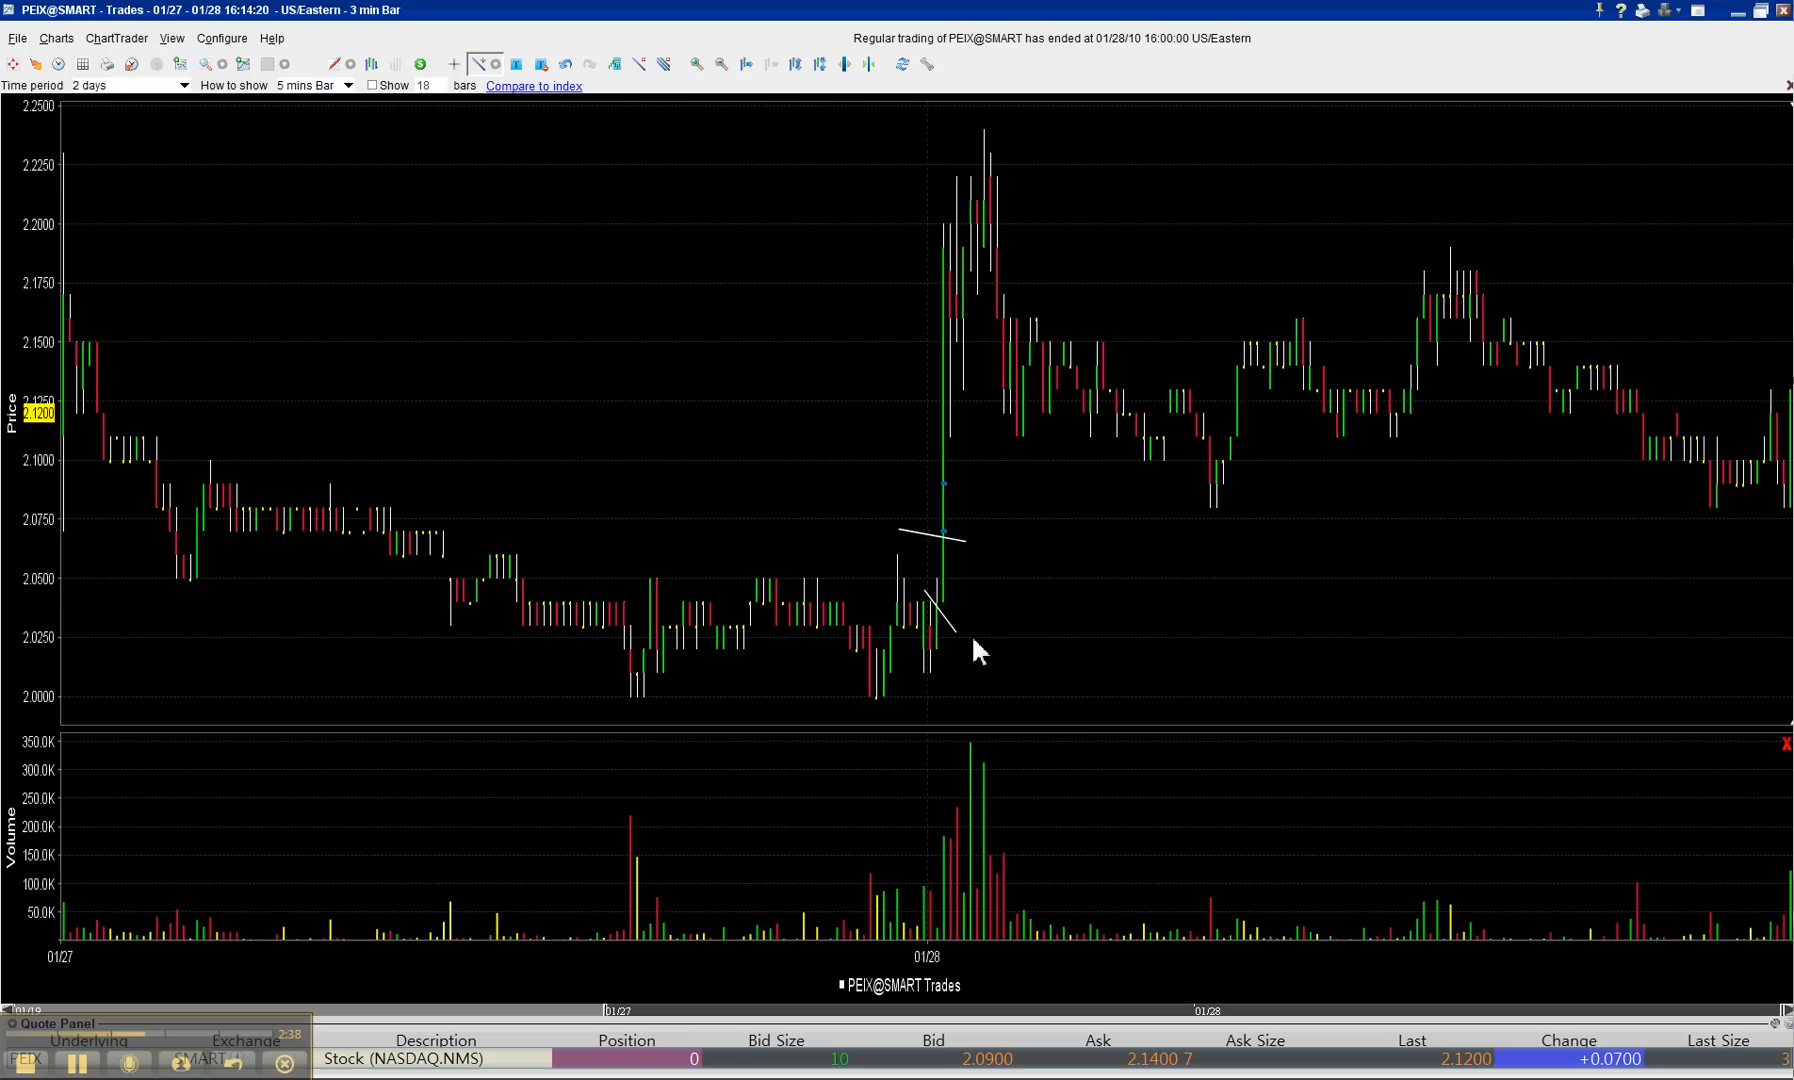 PEIX@SMART - Trades - 01/27 - 01/28 16:14:20 - US/Eastern - 3 min Bar
File Charts ChartTrader View Configure Help
Regular trading of PEIX@SMART has ended at 01/28/10 16:00:00 US/Eastern
Time period 2 days How to show 5 mins Bar Show 18 bars Compare to index
2.2500
2.2250
2.2000
2.1750
2.1500
2.1250
2.1200
2.1000
2.0750
2.0500
2.0250
2.0000
Price
350.0K
300.0K
250.0K
200.0K
150.0K
100.0K
50.0K
Volume
X
01/27 01/28
PEIX@SMART Trades
01/19 01/27 01/28
Quote Panel
2:38
Underlying Exchange Description Position Bid Size Bid Ask Ask Size Last Change Last Size
PEIX SMART Stock (NASDAQ.NMS) 0 10 2.0900 2.1400 7 2.1200 +0.0700 3